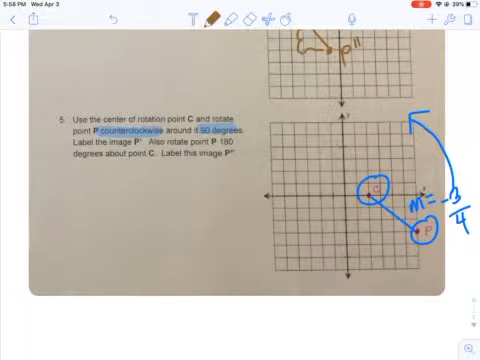 5:58 PM Wed Apr 3
39%
T
P"
5. Use the center of rotation point C and rotate
point P counterclockwise around it 90 degrees.
Label the image P'. Also rotate point P 180
degrees about point C. Label this image P"
y
x
C
m = -3/4
P